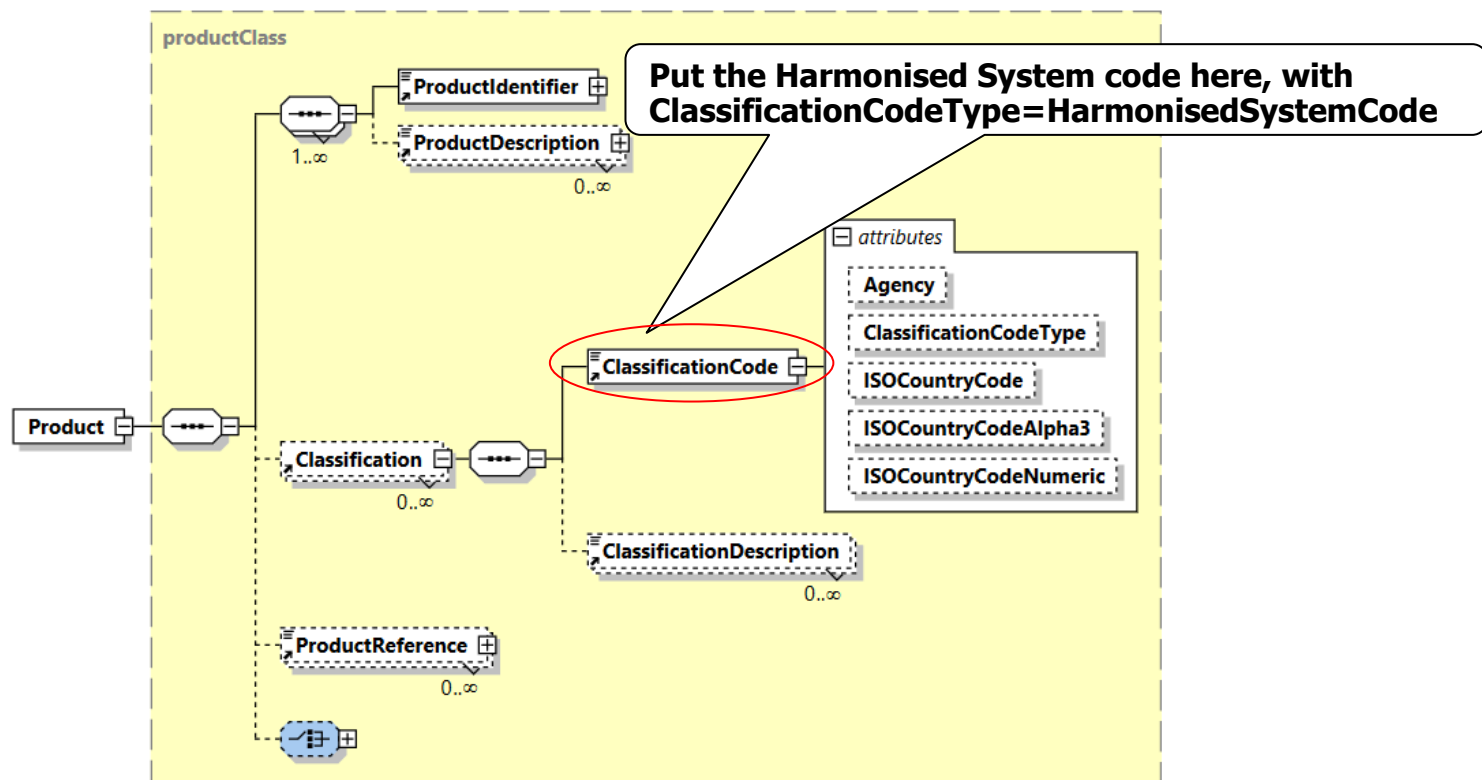 productClass
Put the Harmonised System code here, with
ClassificationCodeType=HarmonisedSystemCode
ProductIdentifier
1..∞
ProductDescription
0..∞
attributes
Agency
ClassificationCodeType
ClassificationCode
ISOCountryCode
Product
ISOCountryCodeAlpha3
Classification
ISOCountryCodeNumeric
0..∞
ClassificationDescription
0..∞
ProductReference
0..∞